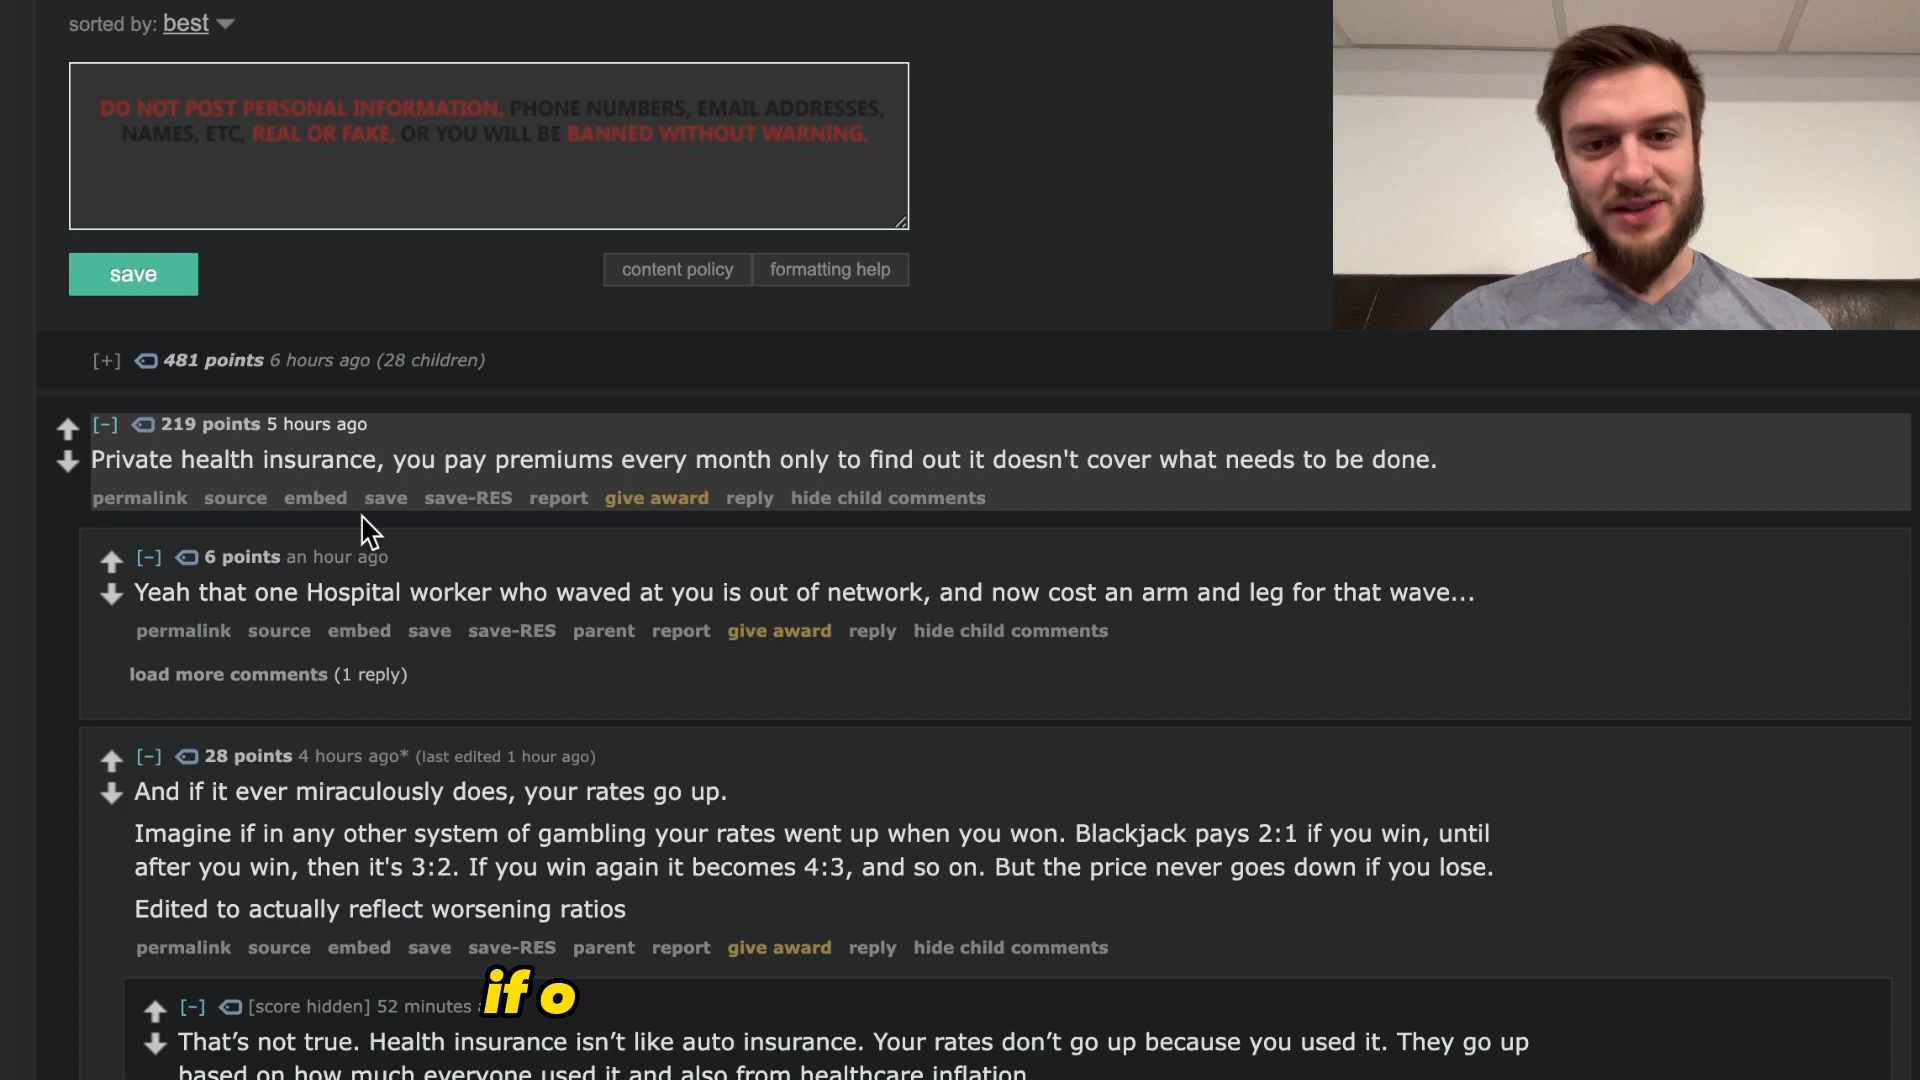 sorted by: best
DO NOT POST PERSONAL INFORMATION, PHONE NUMBERS, EMAIL ADDRESSES,
NAMES, ETC, REAL OR FAKE, OR YOU WILL BE BANNED WITHOUT WARNING.
save
content policy formatting help
[+] 481 points 6 hours ago (28 children)
[–] 219 points 5 hours ago
Private health insurance, you pay premiums every month only to find out it doesn't cover what needs to be done.
permalink source embed save save-RES report give award reply hide child comments
[–] 6 points an hour ago
Yeah that one Hospital worker who waved at you is out of network, and now cost an arm and leg for that wave...
permalink source embed save save-RES parent report give award reply hide child comments
load more comments (1 reply)
[–] 28 points 4 hours ago* (last edited 1 hour ago)
And if it ever miraculously does, your rates go up.
Imagine if in any other system of gambling your rates went up when you won. Blackjack pays 2:1 if you win, until
after you win, then it's 3:2. If you win again it becomes 4:3, and so on. But the price never goes down if you lose.
Edited to actually reflect worsening ratios
permalink source embed save save-RES parent report give award reply hide child comments
if o
[–] [score hidden] 52 minutes
That’s not true. Health insurance isn’t like auto insurance. Your rates don’t go up because you used it. They go up
based on how much everyone used it and also from healthcare inflation